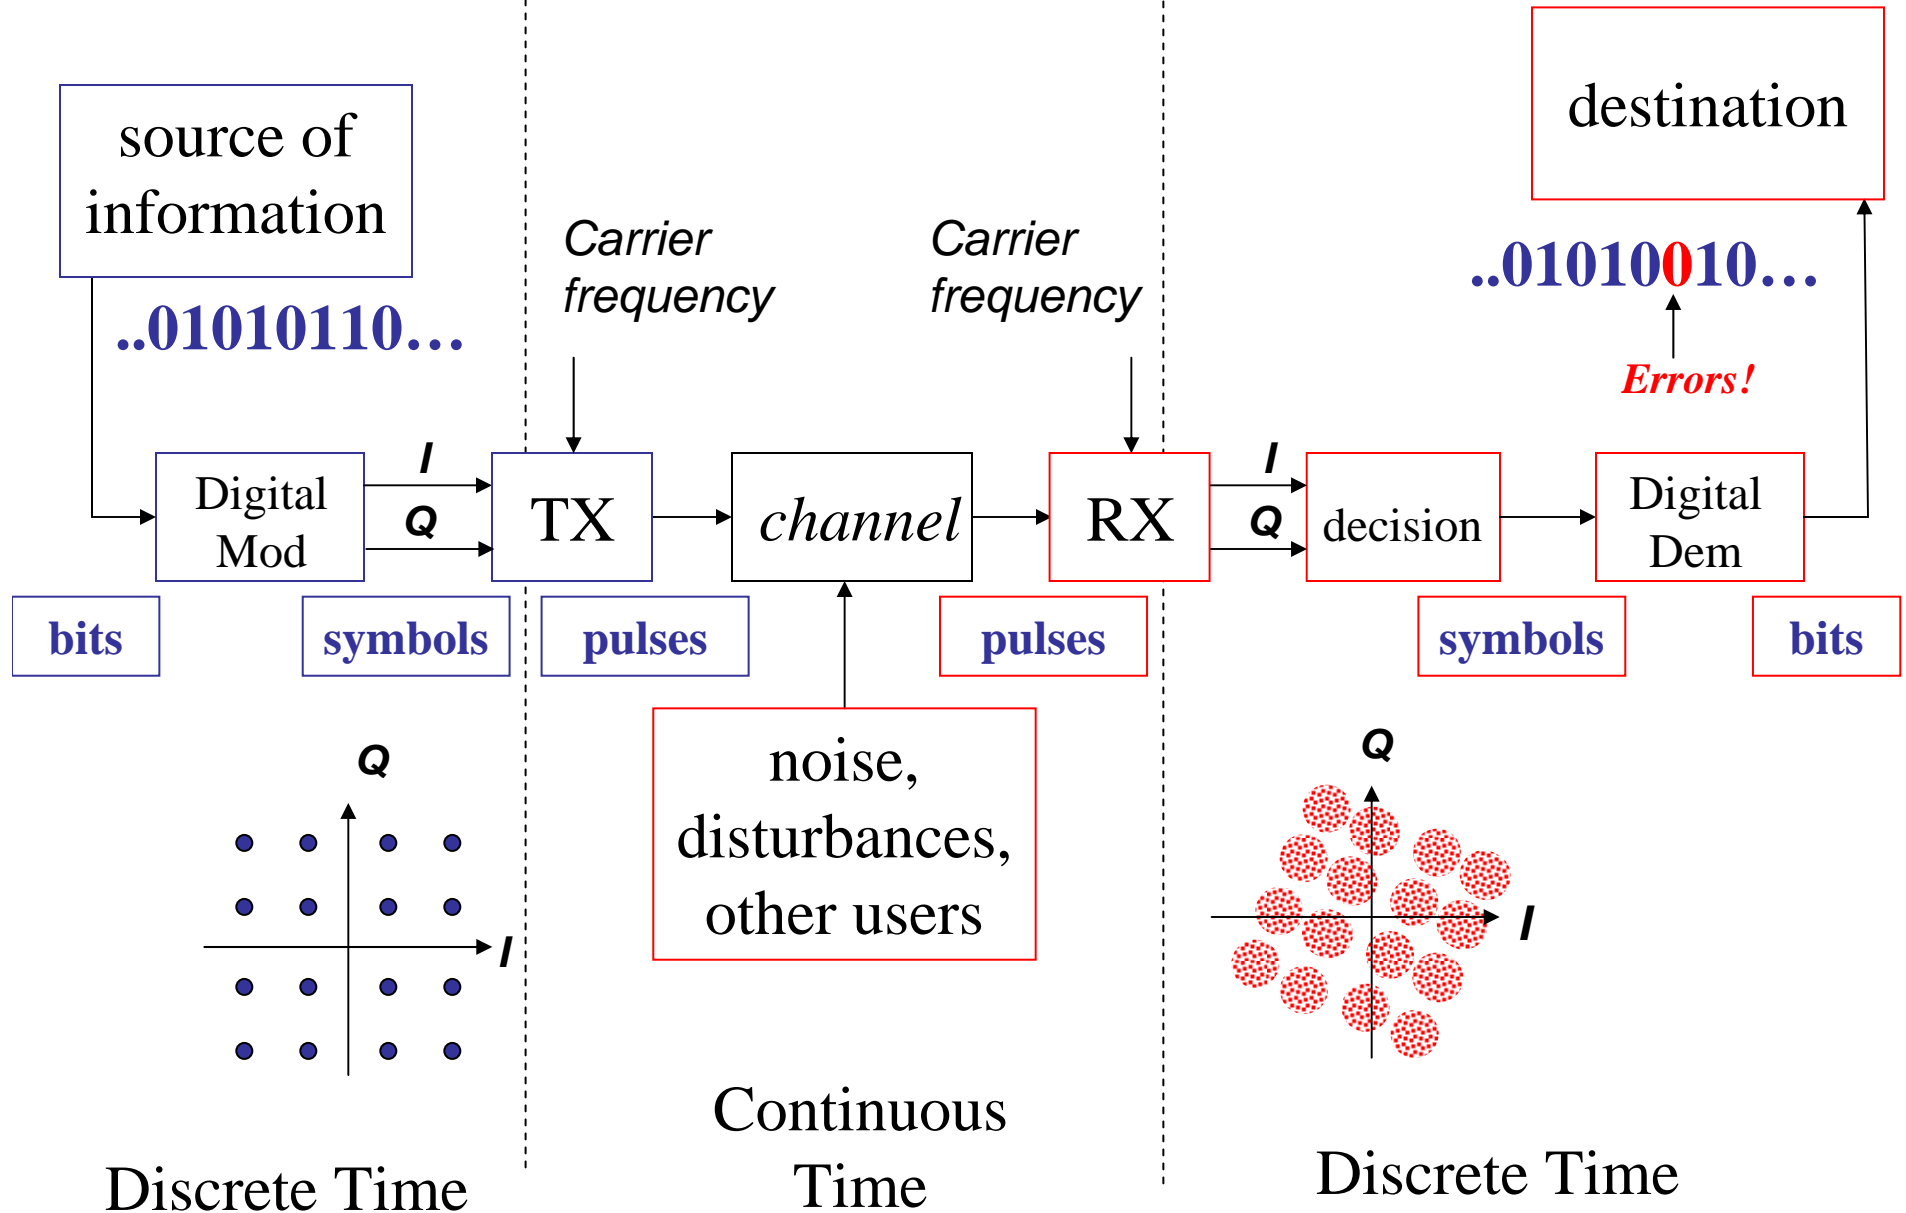 source of
information
..01010110…
Carrier
frequency
Carrier
frequency
destination
..01010010…
Errors!
Digital
Mod
I
Q
TX
channel
RX
I
Q
decision
Digital
Dem
bits
symbols
pulses
pulses
symbols
bits
noise,
disturbances,
other users
Q
I
Q
I
Discrete Time
Continuous
Time
Discrete Time